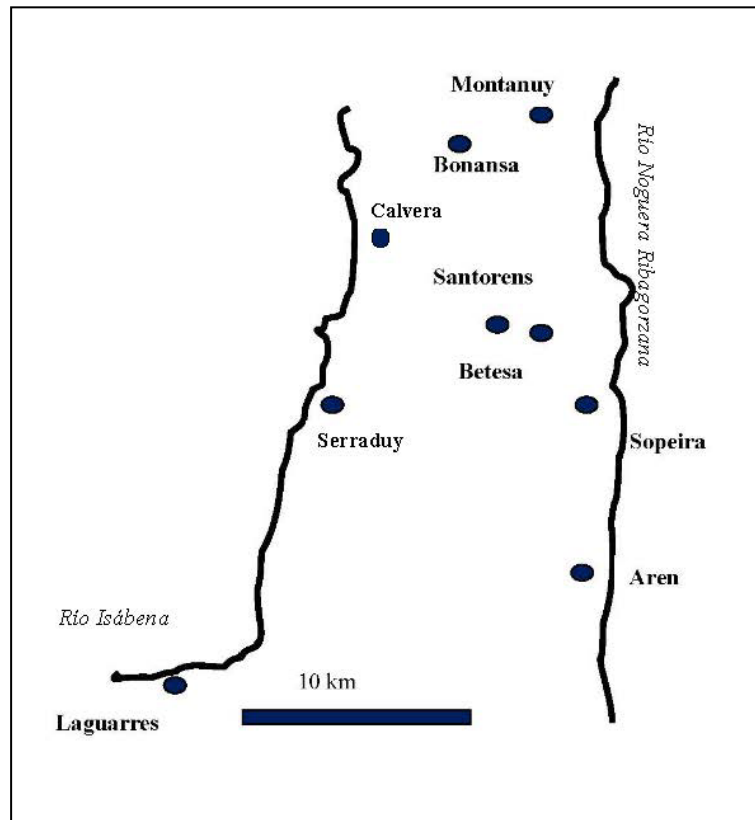 Montanuy
Bonansa
Río Noguera Ribagorzana
Calvera
Santorens
Betesa
Serraduy
Sopeira
Aren
Río Isábena
10 km
Laguarres